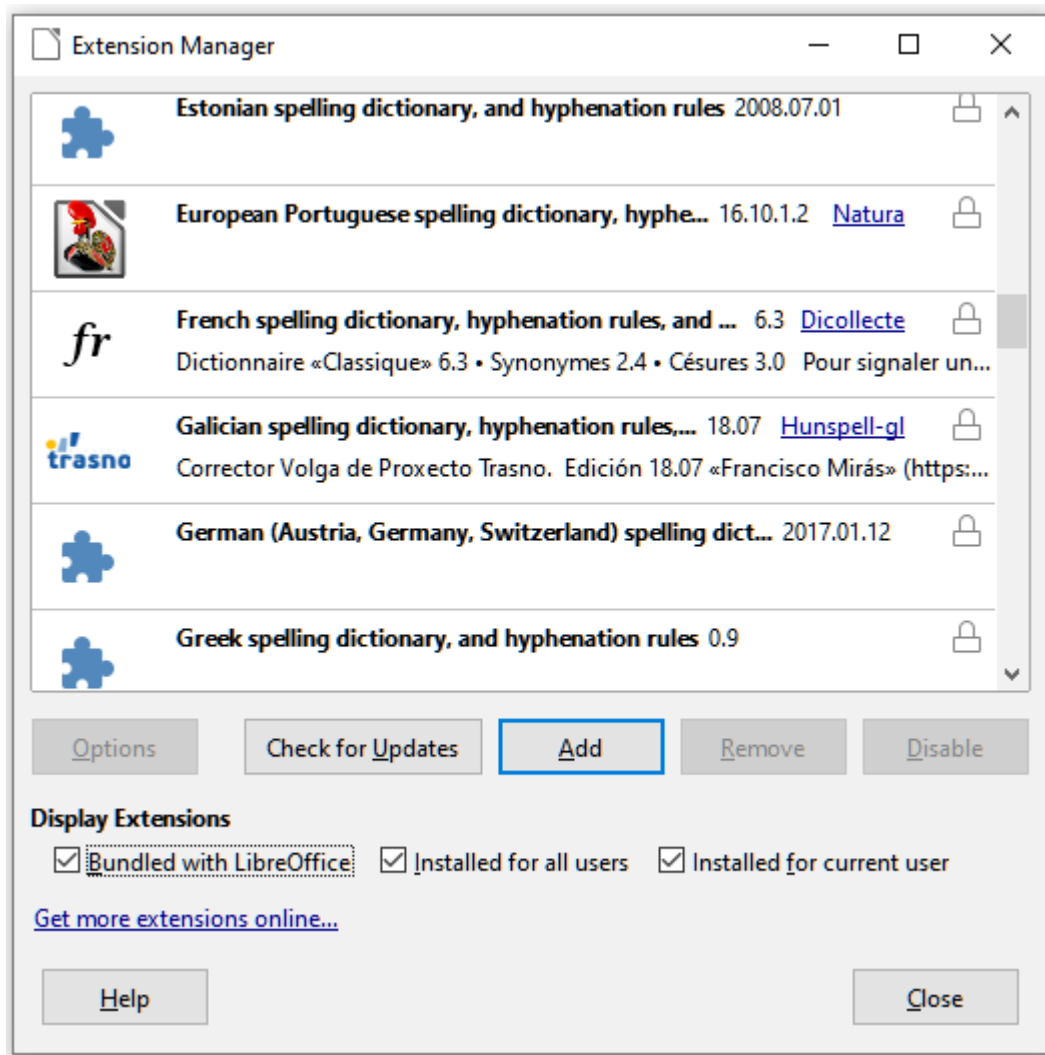 Extension Manager
Estonian spelling dictionary, and hyphenation rules 2008.07.01
European Portuguese spelling dictionary, hyphe... 16.10.1.2 Natura
fr
French spelling dictionary, hyphenation rules, and ... 6.3 Dicollecte
Dictionnaire «Classique» 6.3 • Synonymes 2.4 • Césures 3.0 Pour signaler un...
trasno
Galician spelling dictionary, hyphenation rules,... 18.07 Hunspell-gl
Corrector Volga de Proxecto Trasno. Edición 18.07 «Francisco Mirás» (https:...
German (Austria, Germany, Switzerland) spelling dict... 2017.01.12
Greek spelling dictionary, and hyphenation rules 0.9
Options Check for Updates Add Remove Disable
Display Extensions
Bundled with LibreOffice Installed for all users Installed for current user
Get more extensions online...
Help Close